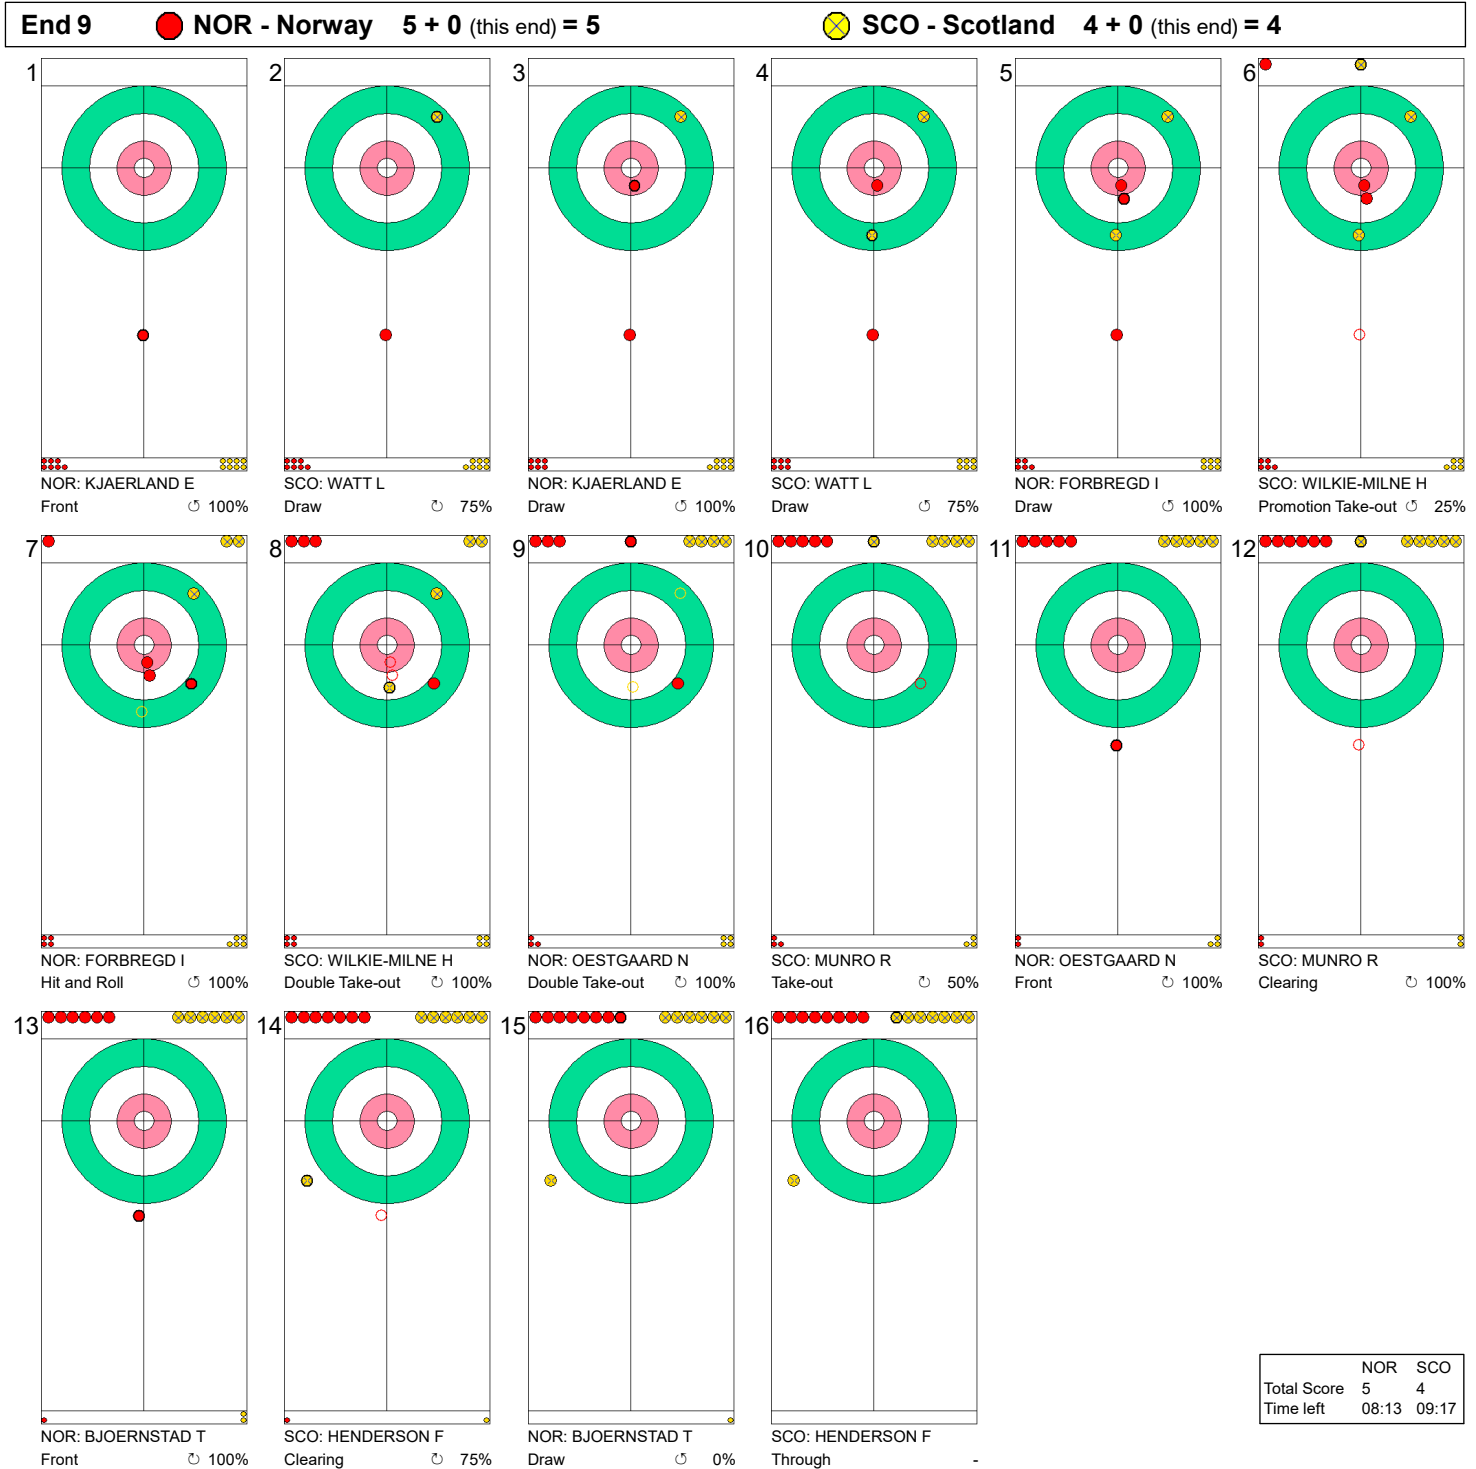 End 9 NOR - Norway 5 + 0 (this end) = 5 SCO - Scotland 4 + 0 (this end) = 4
1 2 3 4 5 6
NOR: KJAERLAND E SCO: WATT L NOR: KJAERLAND E SCO: WATT L NOR: FORBREGD I SCO: WILKIE-MILNE H
Front ↺ 100% Draw ↻ 75% Draw ↺ 100% Draw ↺ 75% Draw ↺ 100% Promotion Take-out ↺ 25%
7 8 9 10 11 12
NOR: FORBREGD I SCO: WILKIE-MILNE H NOR: OESTGAARD N SCO: MUNRO R NOR: OESTGAARD N SCO: MUNRO R
Hit and Roll ↻ 100% Double Take-out ↻ 100% Double Take-out ↻ 100% Take-out ↻ 50% Front ↻ 100% Clearing ↻ 100%
13 14 15 16
NOR: BJOERNSTAD T SCO: HENDERSON F NOR: BJOERNSTAD T SCO: HENDERSON F
Front ↻ 100% Clearing ↻ 75% Draw ↺ 0% Through -
NOR SCO
Total Score 5 4
Time left 08:13 09:17